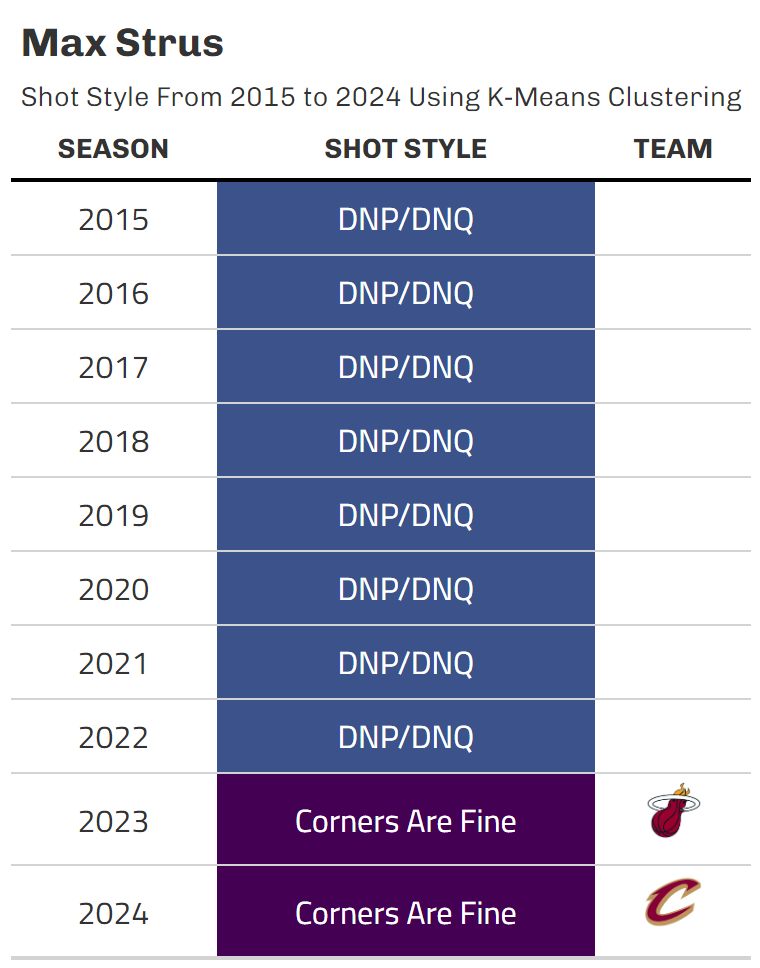 Max Strus
Shot Style From 2015 to 2024 Using K-Means Clustering
SEASON SHOT STYLE TEAM
2015 DNP/DNQ
2016 DNP/DNQ
2017 DNP/DNQ
2018 DNP/DNQ
2019 DNP/DNQ
2020 DNP/DNQ
2021 DNP/DNQ
2022 DNP/DNQ
2023 Corners Are Fine
2024 Corners Are Fine C